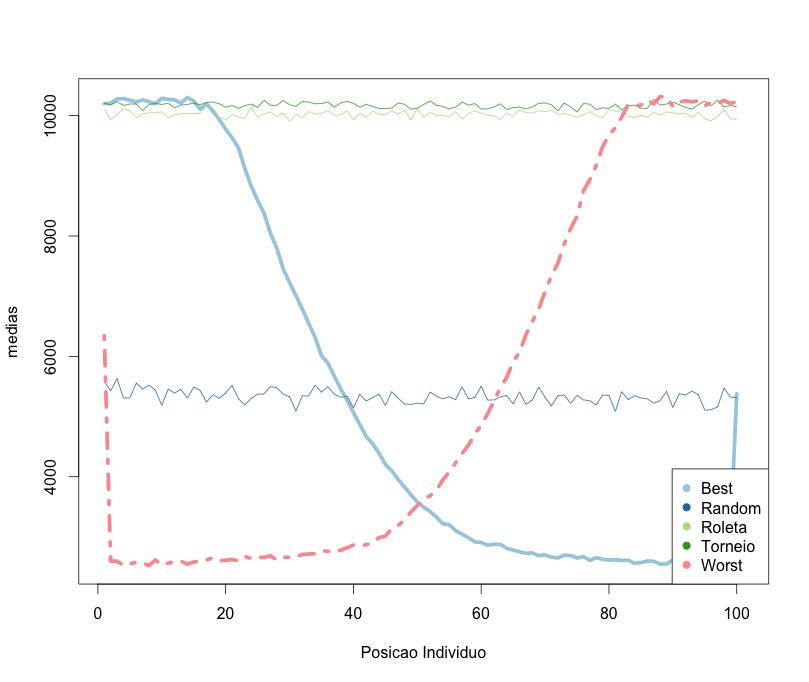 medias
10000
8000
6000
4000
0
20
40
60
80
100
Posicao Individuo
Best
Random
Roleta
Torneio
Worst